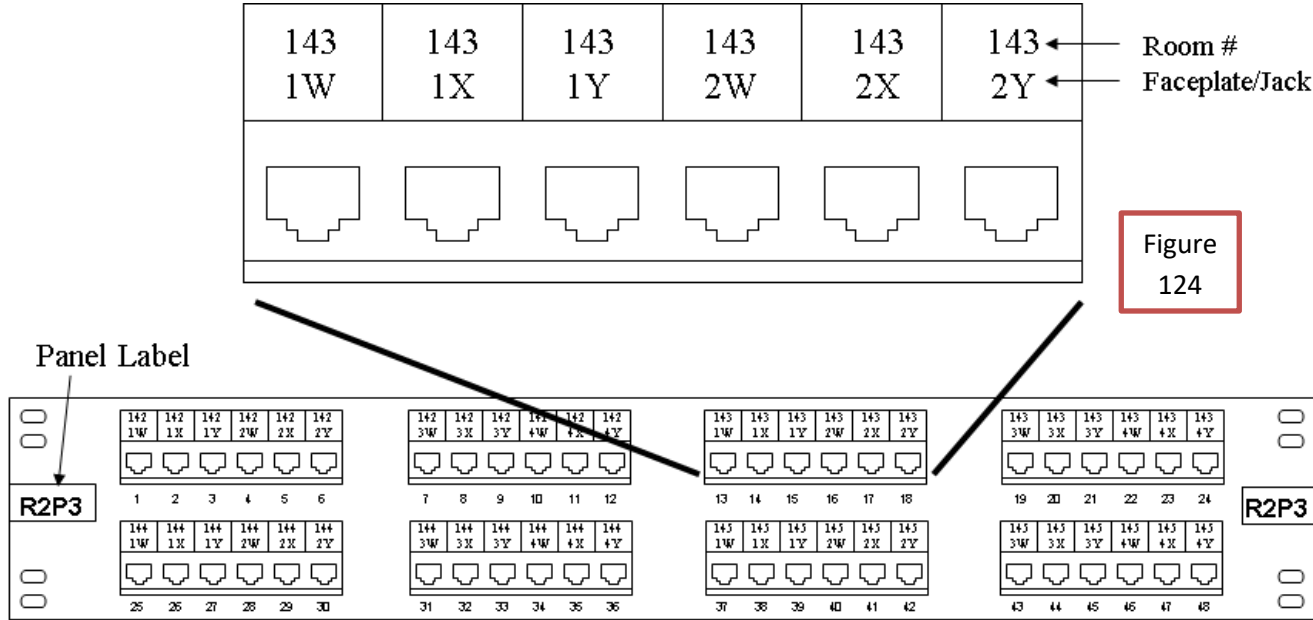 143 143 143 143 143 143
1W 1X 1Y 2W 2X 2Y
Room #
Faceplate/Jack
Figure
124
Panel Label
142 142 142 142 142 142
1W 1X 1Y 2W 2X 2Y
142 142 142 142 142
3W 3X 3Y 4W 4X 4Y
143 143 143 143 143 143
1W 1X 1Y 2W 2X 2Y
143 143 143 143 143 143
3W 3X 3Y 4W 4X 4Y
1 2 3 4 5 6
7 8 9 10 11 12
13 14 15 16 17 18
19 20 21 22 23 24
R2P3
R2P3
144 144 144 144 144 144
1W 1X 1Y 2W 2X 2Y
144 144 144 144 144 144
3W 3X 3Y 4W 4X 4Y
145 145 145 145 145 145
1W 1X 1Y 2W 2X 2Y
145 145 145 145 145 145
3W 3X 3Y 4W 4X 4Y
25 26 27 28 29 30
31 32 33 34 35 36
37 38 39 40 41 42
43 44 45 46 47 48